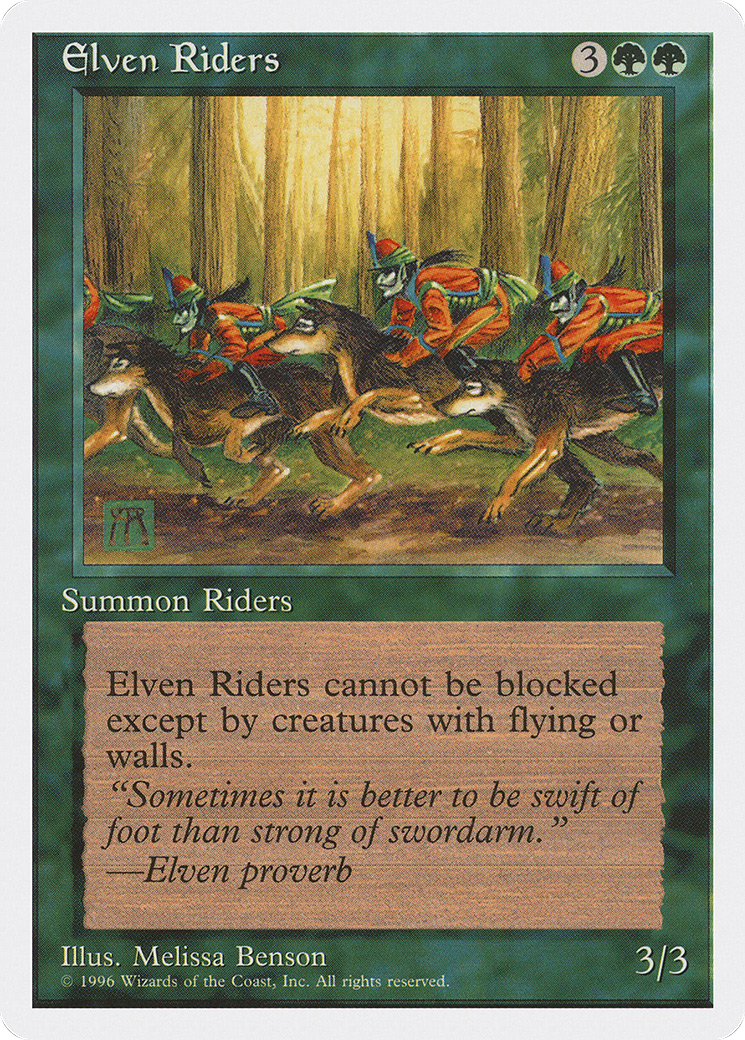 Elven Riders
3
Summon Riders
Elven Riders cannot be blocked
except by creatures with flying or
walls.
“Sometimes it is better to be swift of
foot than strong of swordarm.”
—Elven proverb
Illus. Melissa Benson
3/3
© 1996 Wizards of the Coast, Inc. All rights reserved.